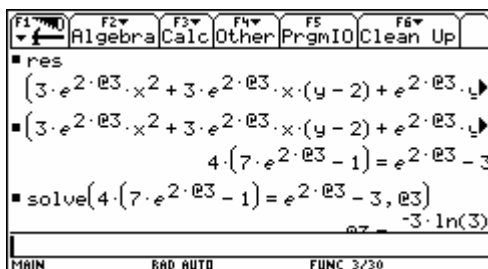 F1 F2 F3 F4 F5 F6
Algebra Calc Other PrgmIO Clean Up
▪ res
(3·e^2·@3·x^2 + 3·e^2·@3·x·(y - 2) + e^2·@3·
▪ (3·e^2·@3·x^2 + 3·e^2·@3·x·(y - 2) + e^2·@3·
4·(7·e^2·@3 - 1) = e^2·@3 - 3
▪ solve(4·(7·e^2·@3 - 1) = e^2·@3 - 3, @3)
-3·ln(3)
MAIN RAD AUTO FUNC 3/30